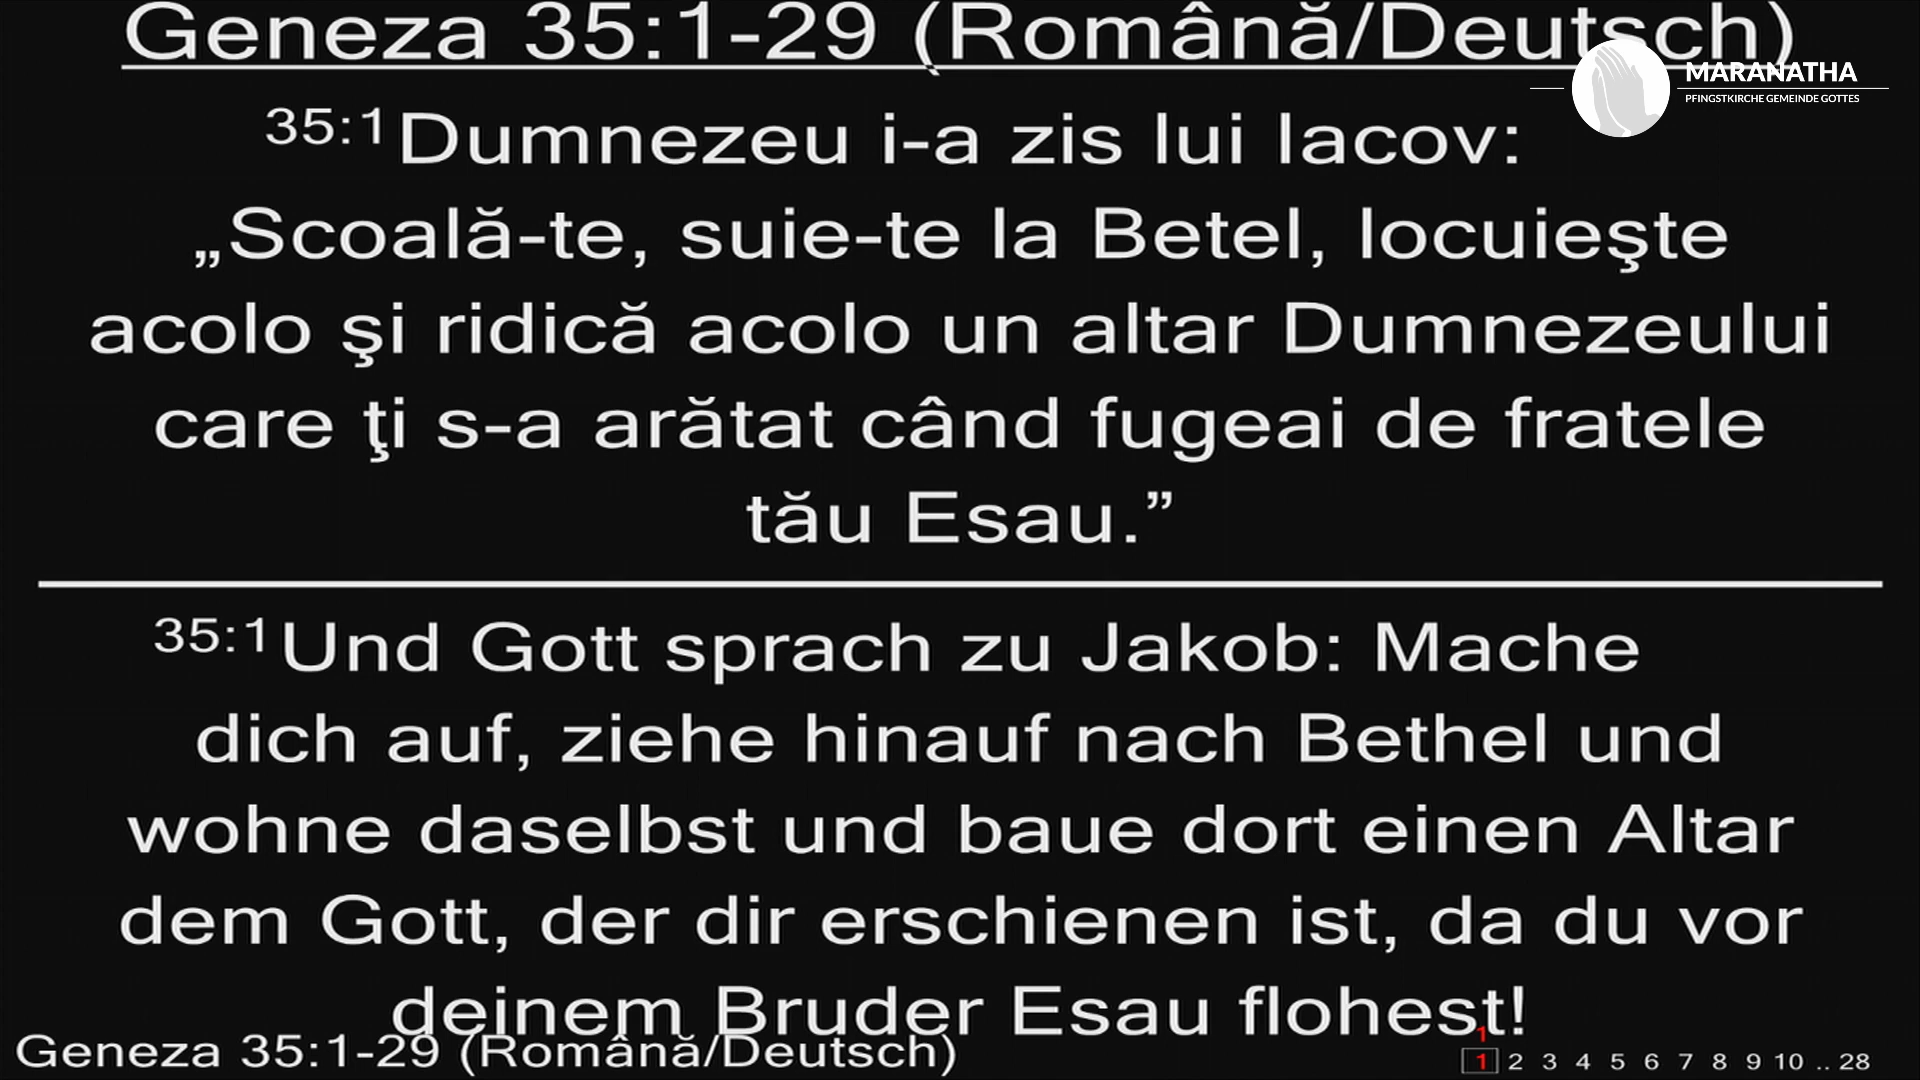 Geneza 35:1-29 (Română/Deutsch)
MARANATHA
PFINGSTKIRCHE GEMEINDE GOTTES
35:1 Dumnezeu i-a zis lui Iacov:
„Scoală-te, suie-te la Betel, locuieşte
acolo şi ridică acolo un altar Dumnezeului
care ţi s-a arătat când fugeai de fratele
tău Esau.”
35:1 Und Gott sprach zu Jakob: Mache
dich auf, ziehe hinauf nach Bethel und
wohne daselbst und baue dort einen Altar
dem Gott, der dir erschienen ist, da du vor
deinem Bruder Esau flohest!
Geneza 35:1-29 (Română/Deutsch)
1
1 2 3 4 5 6 7 8 9 10 .. 28